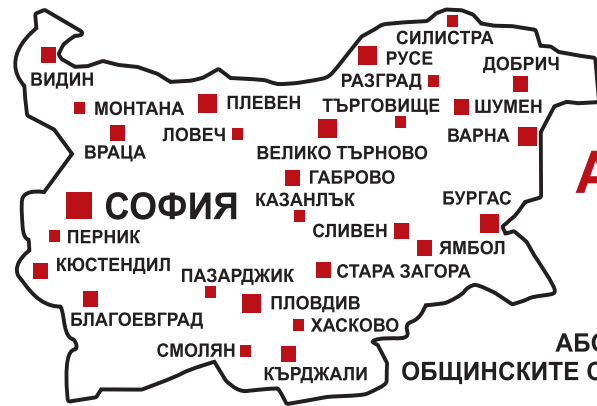 СИЛИСТРА
РУСЕ
ДОБРИЧ
ВИДИН
РАЗГРАД
МОНТАНА
ПЛЕВЕН
ТЪРГОВИЩЕ
ШУМЕН
ЛОВЕЧ
ВАРНА
ВРАЦА
ВЕЛИКО ТЪРНОВО
ГАБРОВО
КАЗАНЛЪК
БУРГАС
СОФИЯ
СЛИВЕН
ПЕРНИК
ЯМБОЛ
КЮСТЕНДИЛ
ПАЗАРДЖИК
СТАРА ЗАГОРА
ПЛОВДИВ
БЛАГОЕВГРАД
ХАСКОВО
СМОЛЯН
КЪРДЖАЛИ
ОБЩИНСКИТЕ